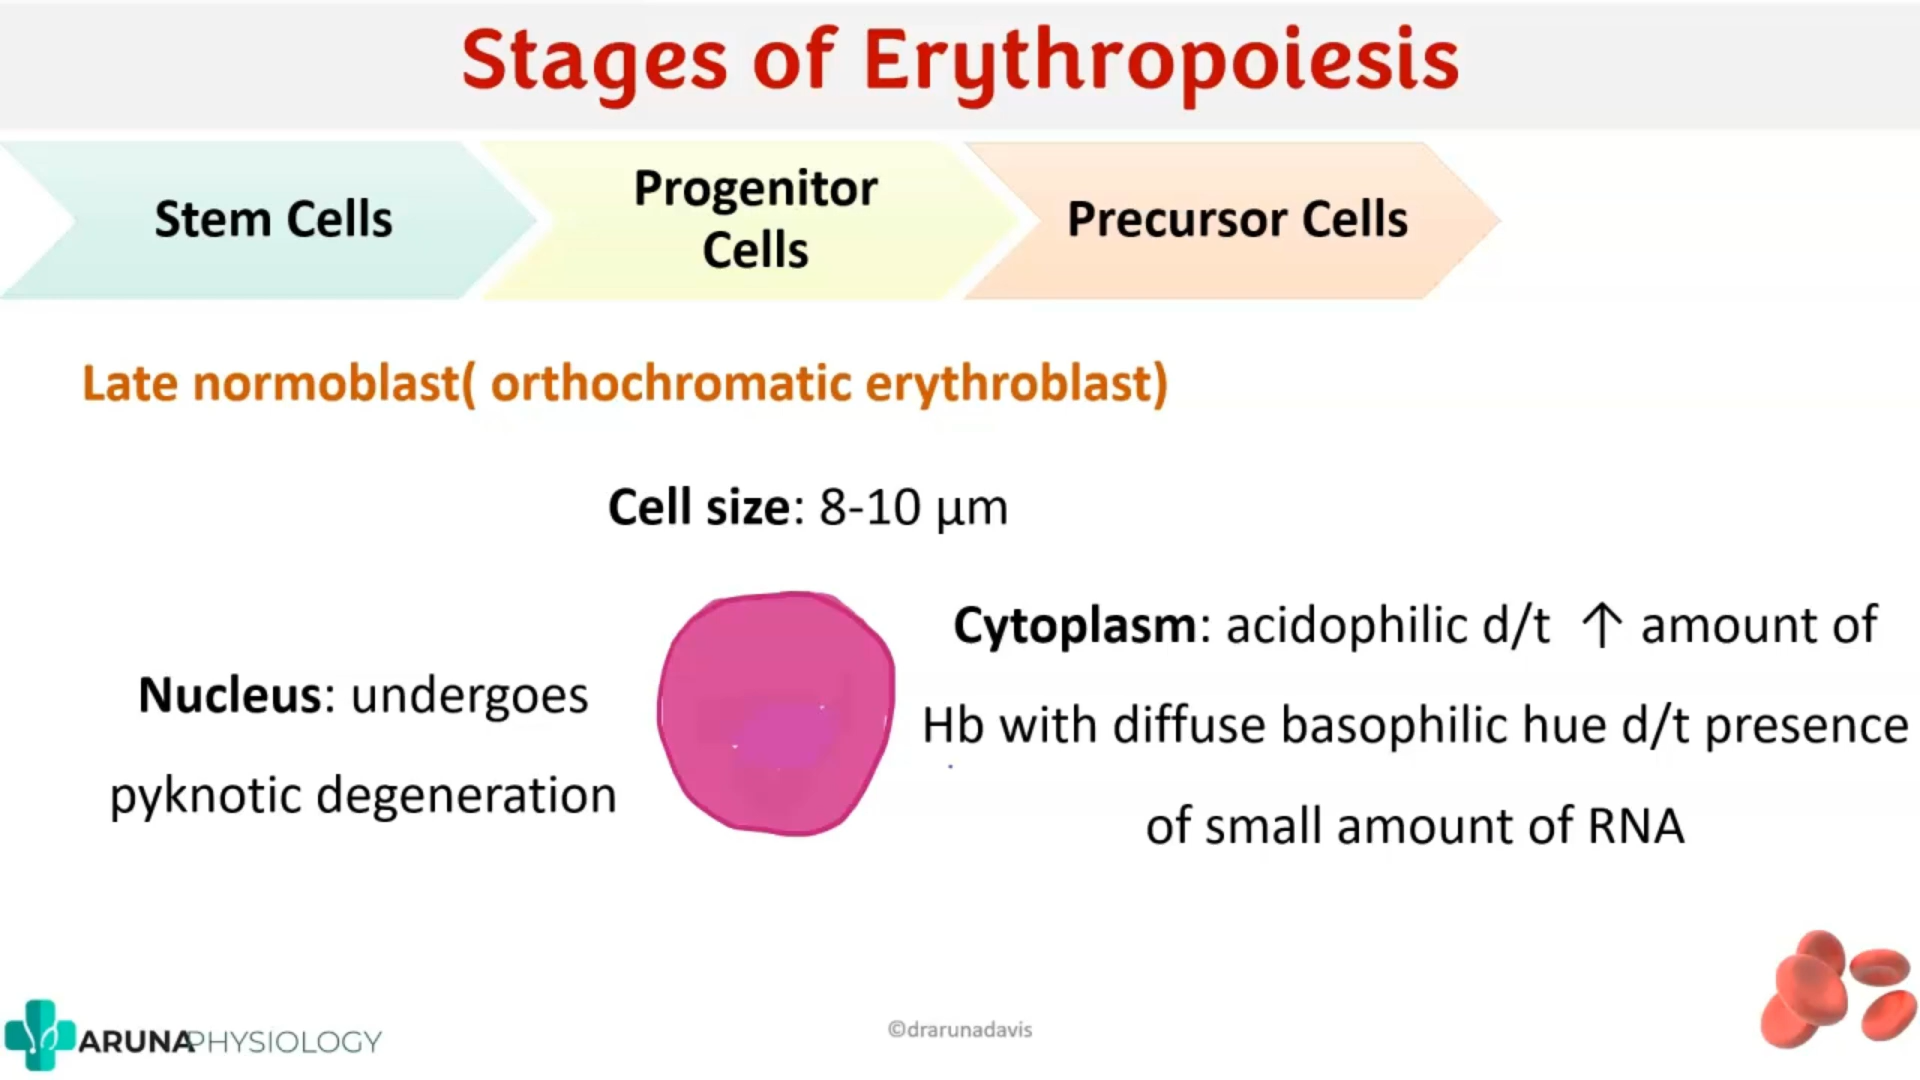 Stages of Erythropoiesis
Stem Cells
Progenitor
Cells
Precursor Cells
Late normoblast( orthochromatic erythroblast)
Cell size: 8-10 µm
Nucleus: undergoes
pyknotic degeneration
Cytoplasm: acidophilic d/t ↑ amount of
Hb with diffuse basophilic hue d/t presence
of small amount of RNA
ARUNAPHYSIOLOGY
©drarunadavis